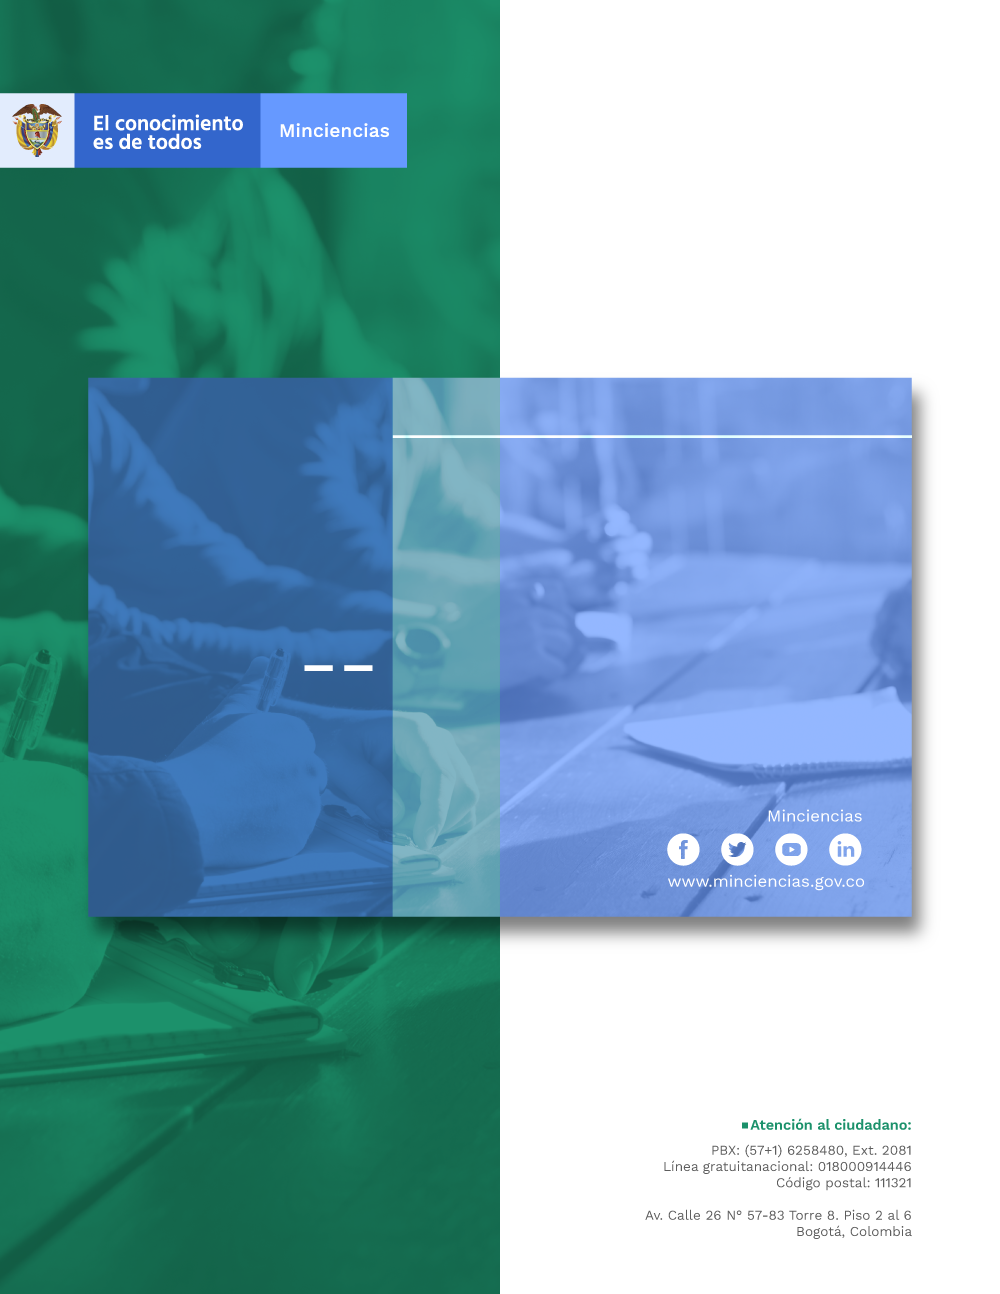 El conocimiento
es de todos
Minciencias
Minciencias
www.minciencias.gov.co
Atención al ciudadano:
PBX: (57+1) 6258480, Ext. 2081
Línea gratuitanacional: 018000914446
Código postal: 111321
Av. Calle 26 N° 57-83 Torre 8. Piso 2 al 6
Bogotá, Colombia